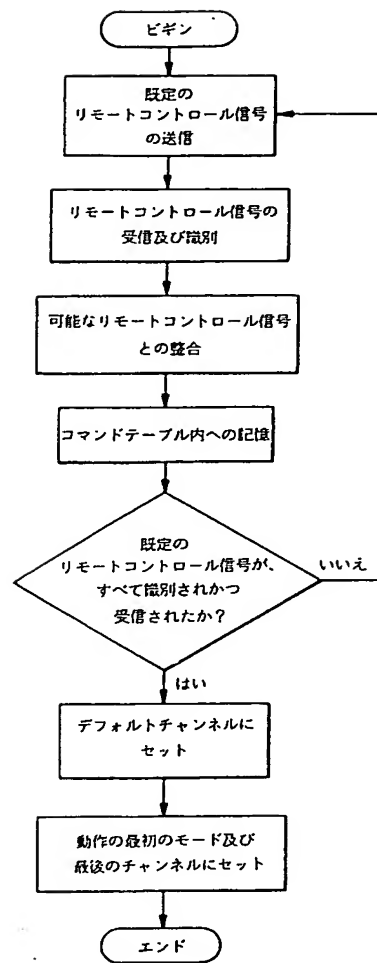 ビギン
既定の
リモートコントロール信号
の送信
リモートコントロール信号の
受信及び識別
可能なリモートコントロール信号
との整合
コマンドテーブル内への記憶
既定の
リモートコントロール信号が、
すべて識別されかつ
受信されたか?
いいえ
はい
デフォルトチャンネルに
セット
動作の最初のモード及び
最後のチャンネルにセット
エンド